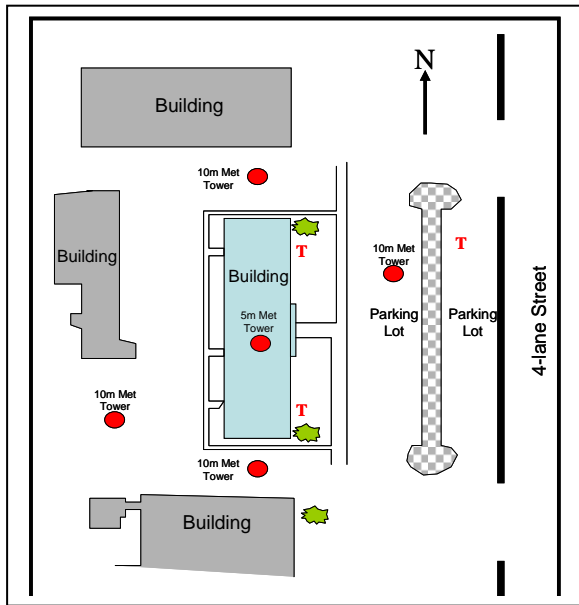 N
Building
10m Met
Tower
Building
T
10m Met
Tower
T
Building
5m Met
Tower
Parking
Lot
Parking
Lot
4-lane Street
10m Met
Tower
T
10m Met
Tower
Building